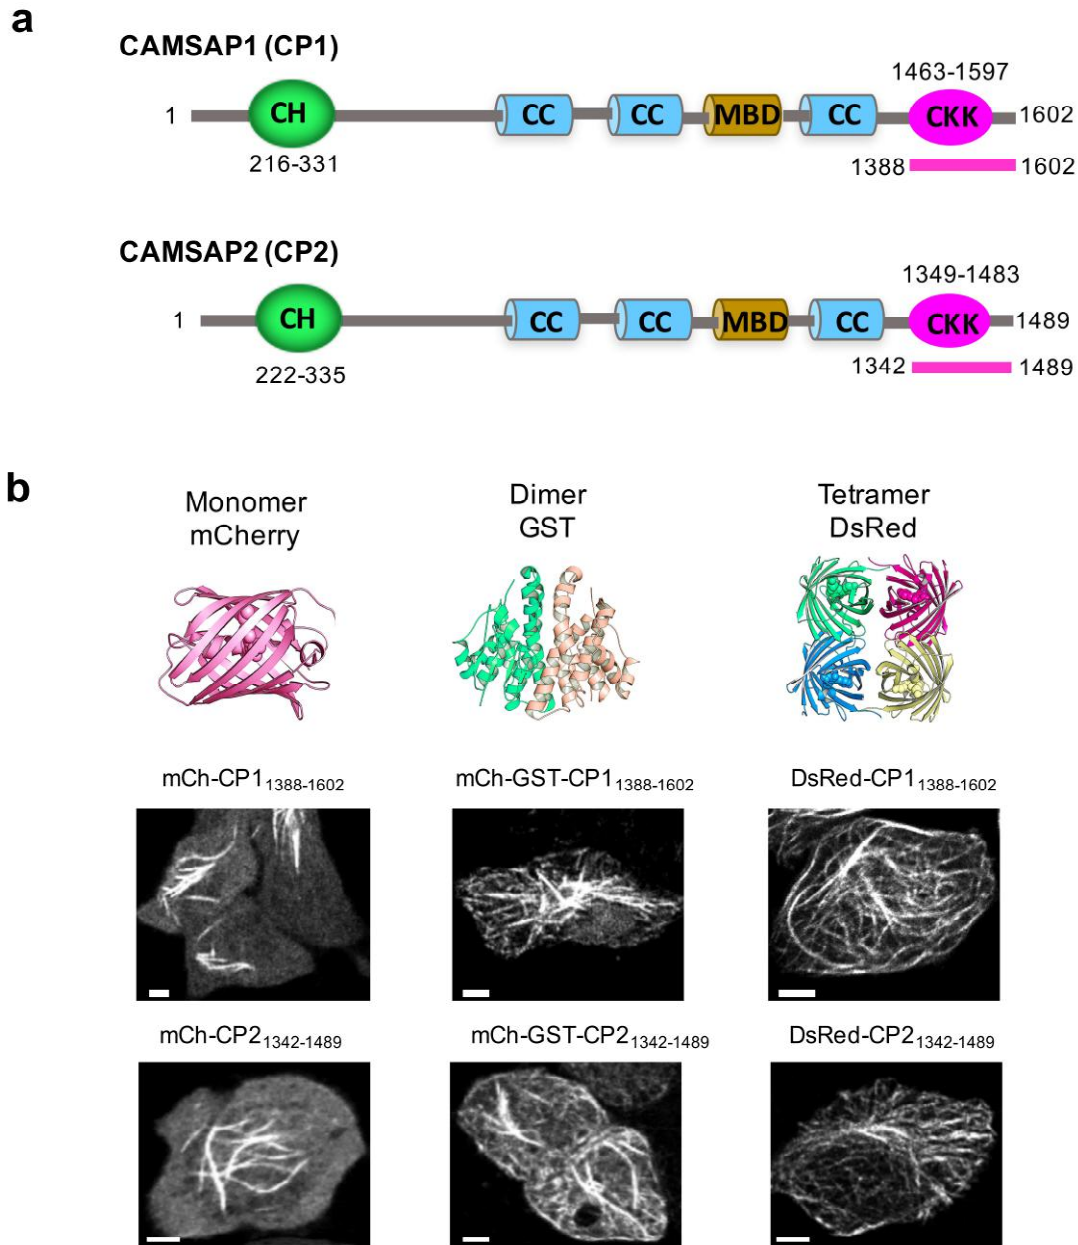 a
CAMSAP1 (CP1)
1463-1597
1 CH CC CC MBD CC CKK 1602
216-331
1388 1602
CAMSAP2 (CP2)
1349-1483
1 CH CC CC MBD CC CKK 1489
222-335
1342 1489
b
Monomer
mCherry
Dimer
GST
Tetramer
DsRed
mCh-CP1₁₃₈₈₋₁₆₀₂ mCh-GST-CP1₁₃₈₈₋₁₆₀₂ DsRed-CP1₁₃₈₈₋₁₆₀₂
mCh-CP2₁₃₄₂₋₁₄₈₉ mCh-GST-CP2₁₃₄₂₋₁₄₈₉ DsRed-CP2₁₃₄₂₋₁₄₈₉